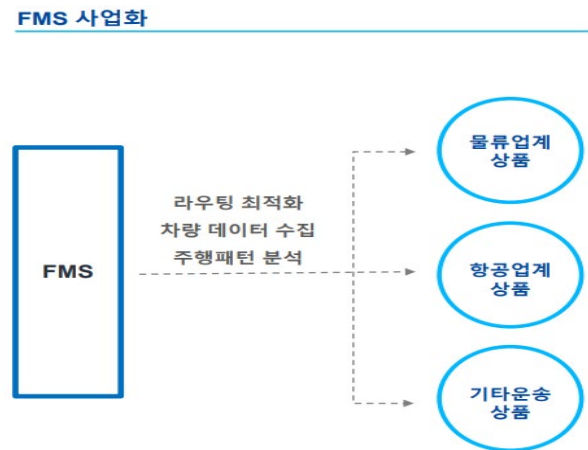 FMS 사업화
물류업계
상품
라우팅 최적화
차량 데이터 수집
주행패턴 분석
FMS
항공업계
상품
기타운송
상품